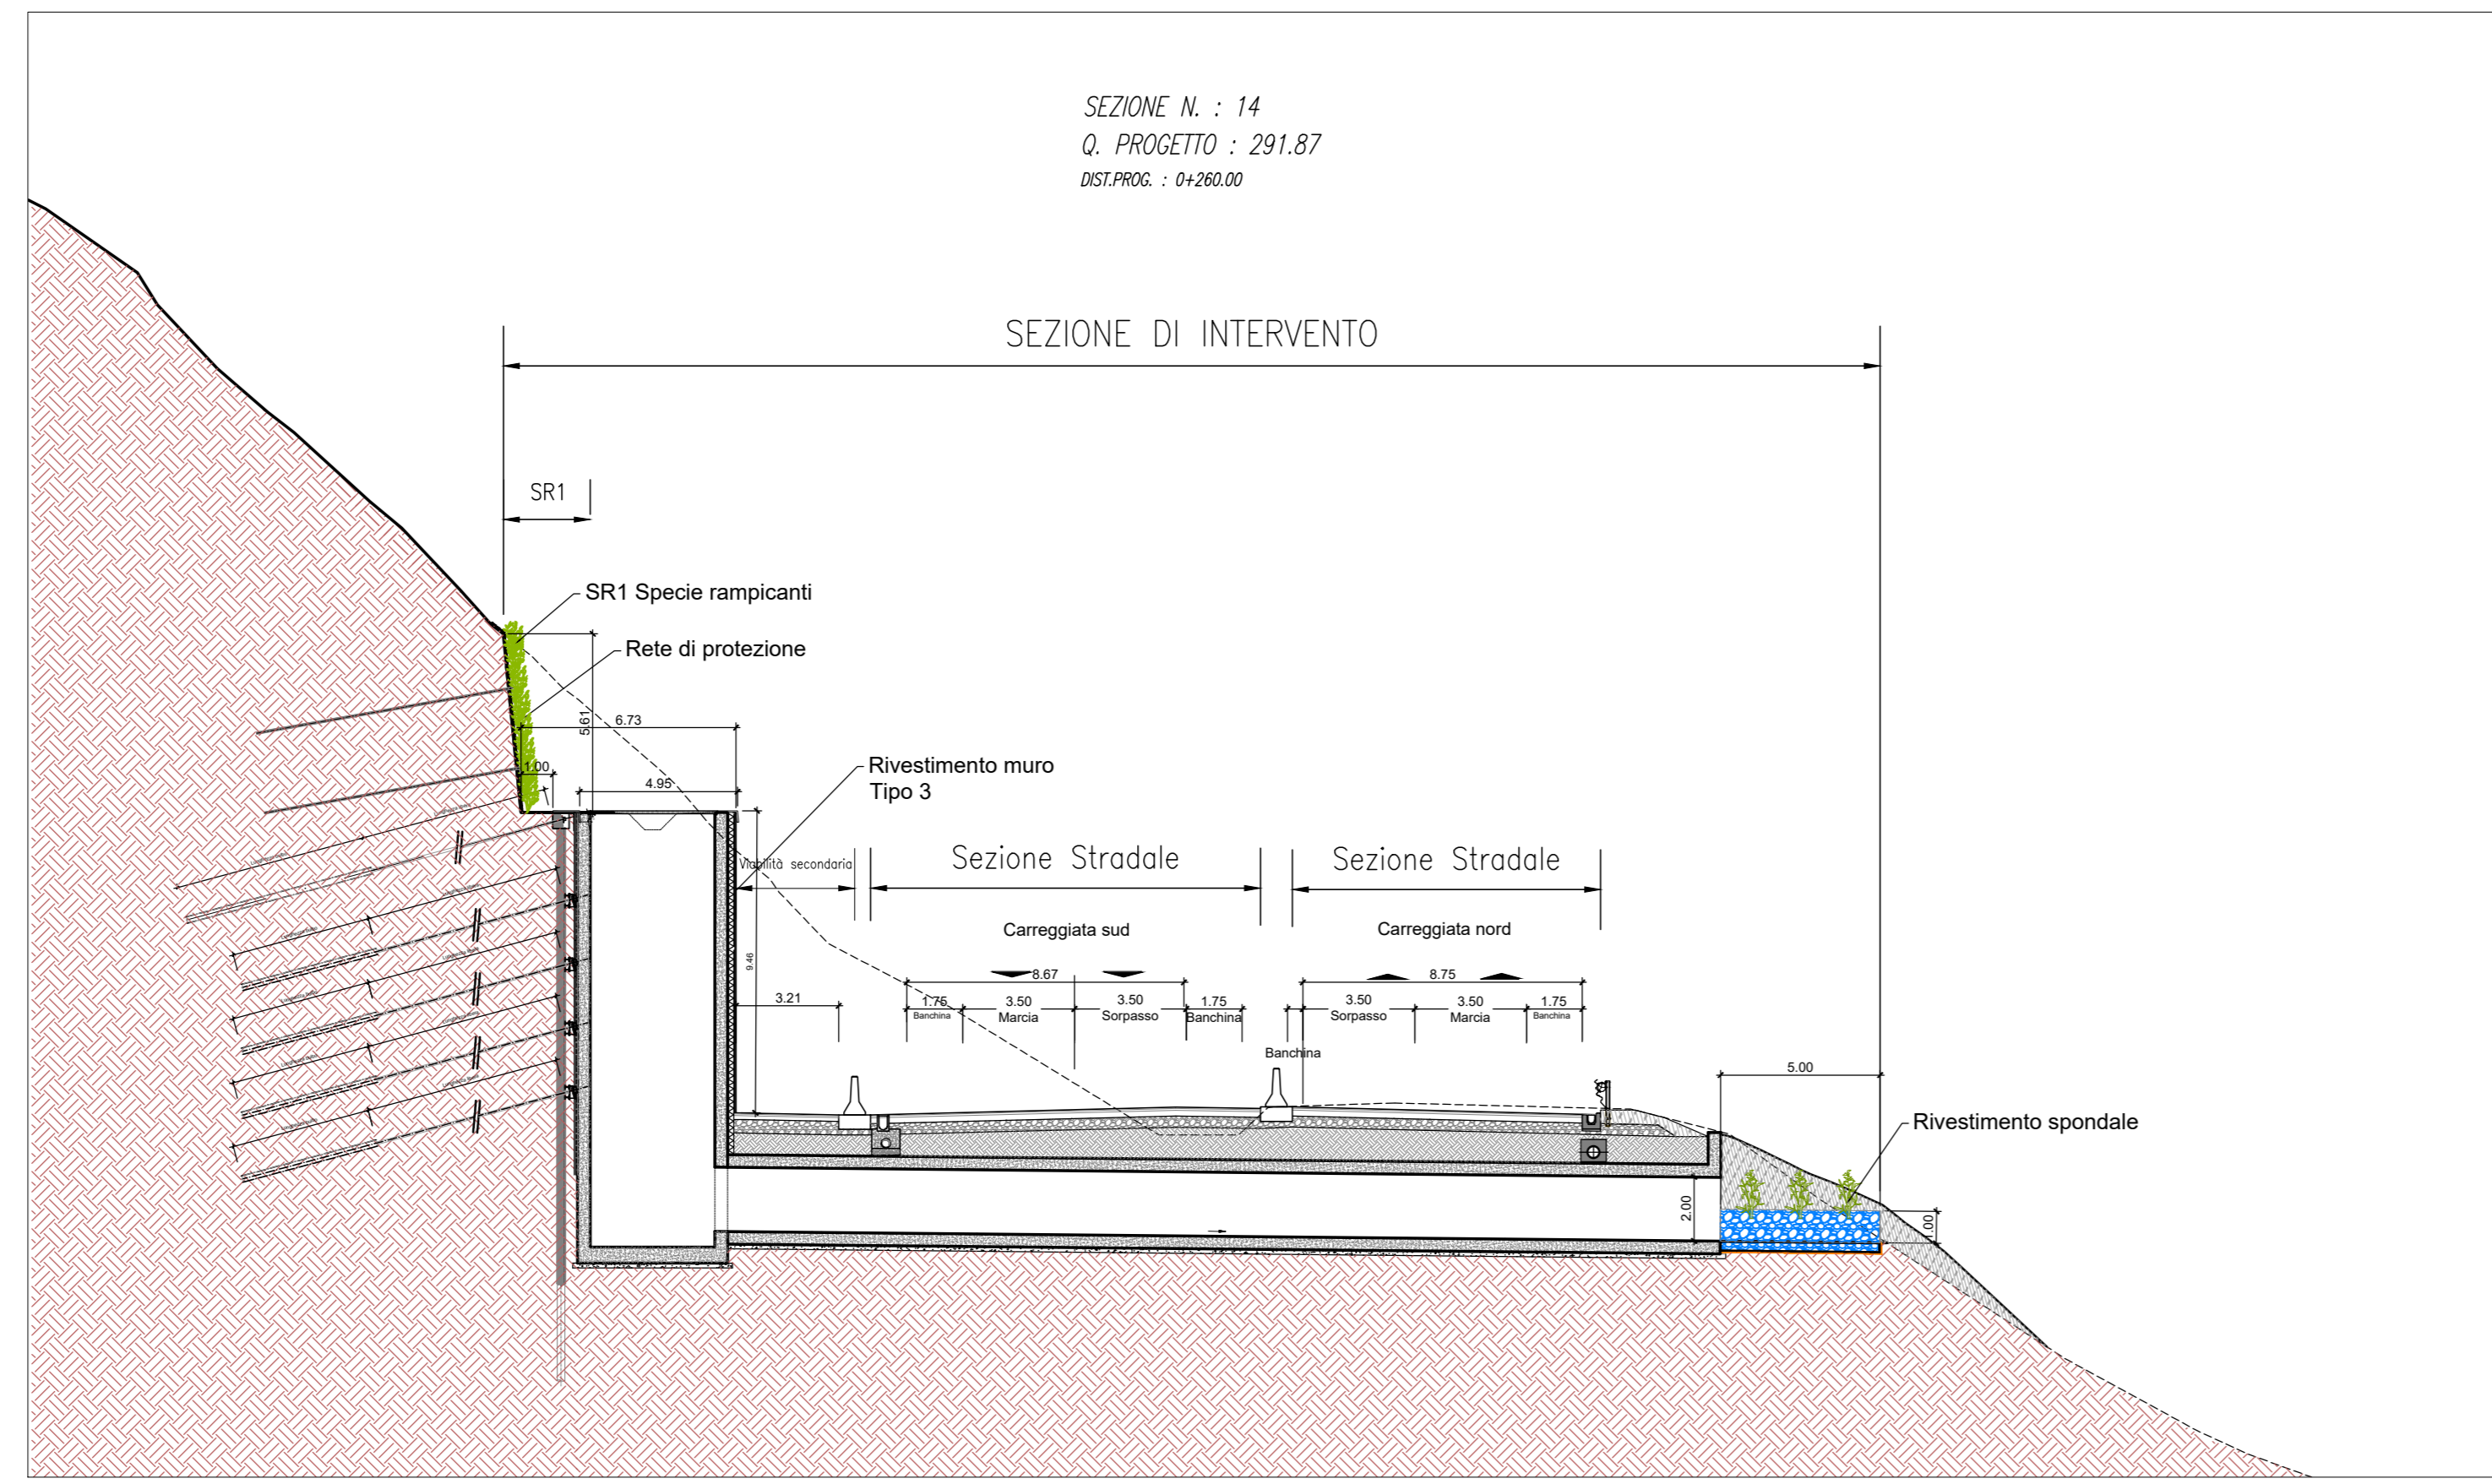 SEZIONE N. : 14
Q. PROGETTO : 291.87
DIST.PROG. : 0+260.00
SEZIONE DI INTERVENTO
SR1
SR1 Specie rampicanti
Rete di protezione
5.61
6.73
1.00
4.95
Rivestimento muro
Tipo 3
Viabilità secondaria
Sezione Stradale
Sezione Stradale
Carreggiata sud
Carreggiata nord
9.46
8.67
8.75
3.21
1.75
3.50
3.50
1.75
3.50
3.50
1.75
Banchina
Marcia
Sorpasso
Banchina
Sorpasso
Marcia
Banchina
Banchina
5.00
Rivestimento spondale
2.00
1.00